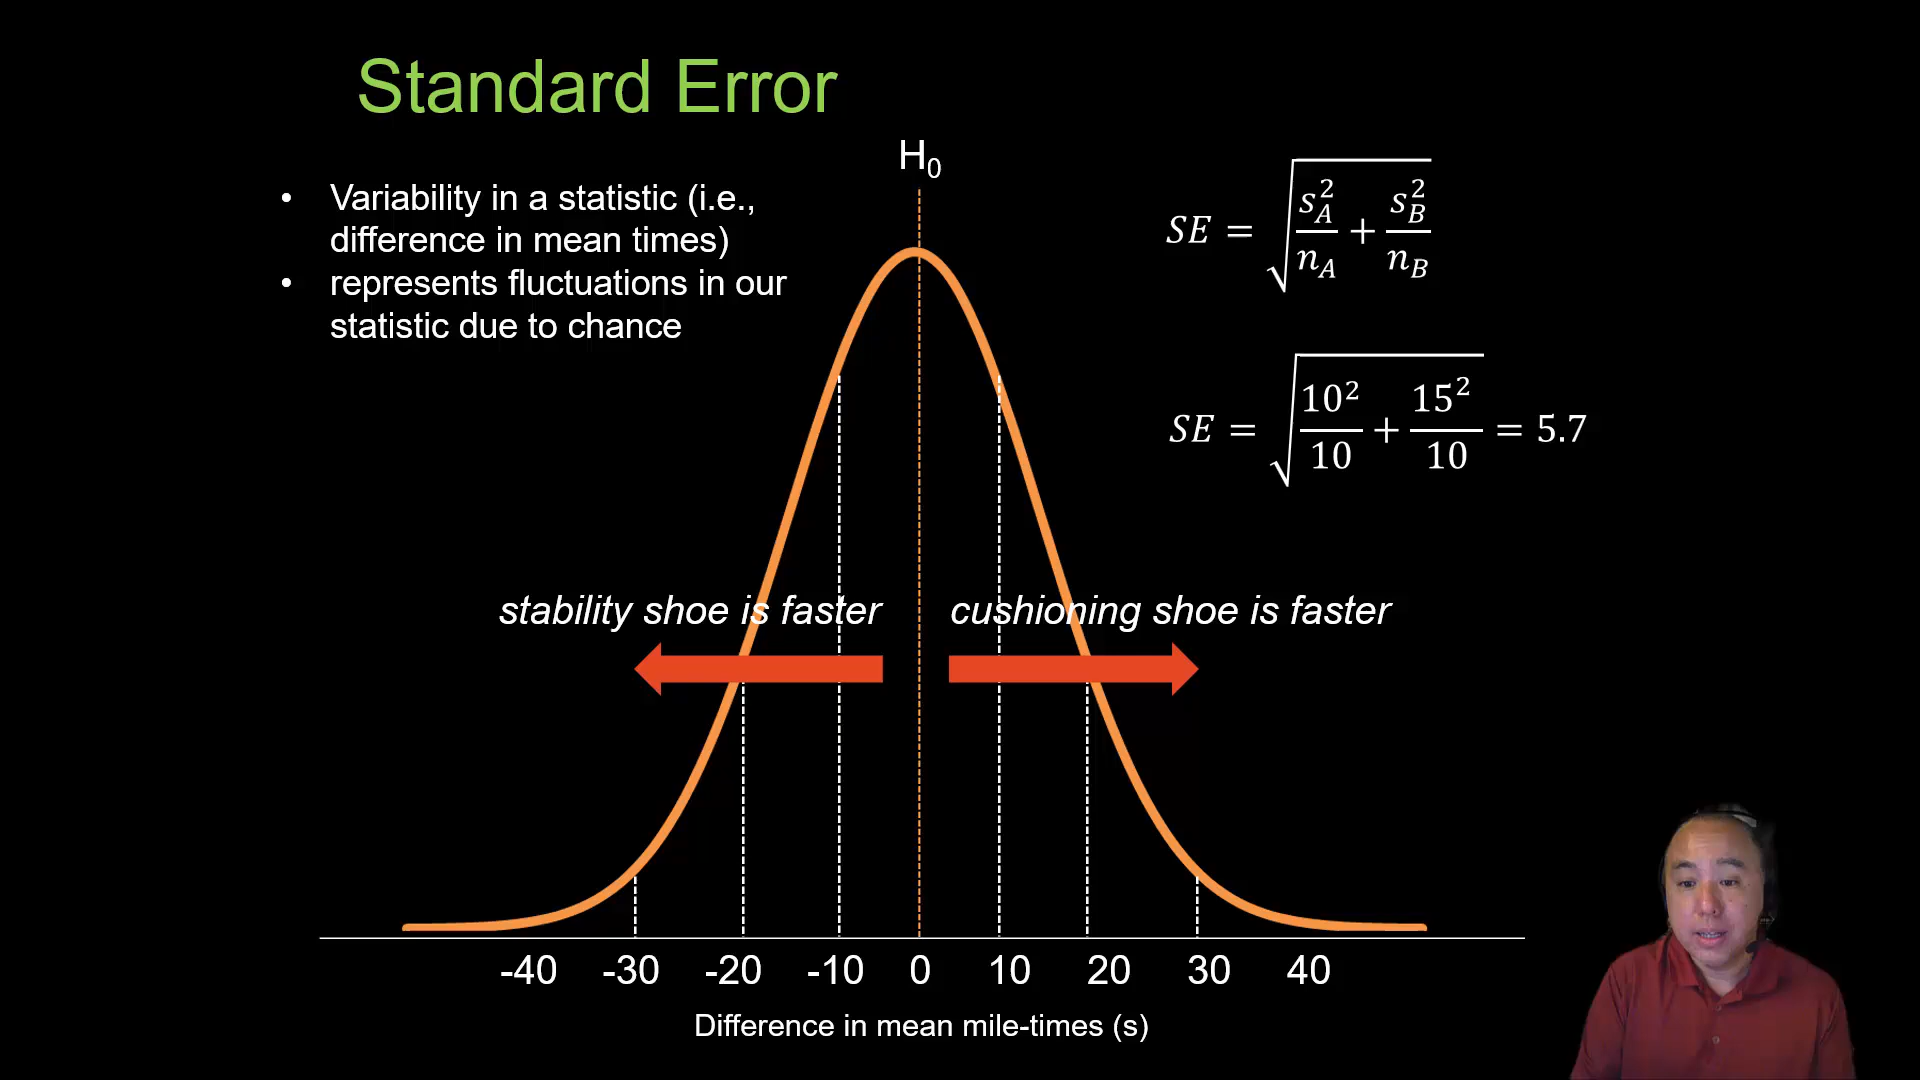 Standard Error
H₀
• Variability in a statistic (i.e.,
difference in mean times)
• represents fluctuations in our
statistic due to chance
SE = √(s_A²/n_A + s_B²/n_B)
SE = √(10²/10 + 15²/10) = 5.7
stability shoe is faster
cushioning shoe is faster
-40 -30 -20 -10 0 10 20 30 40
Difference in mean mile-times (s)